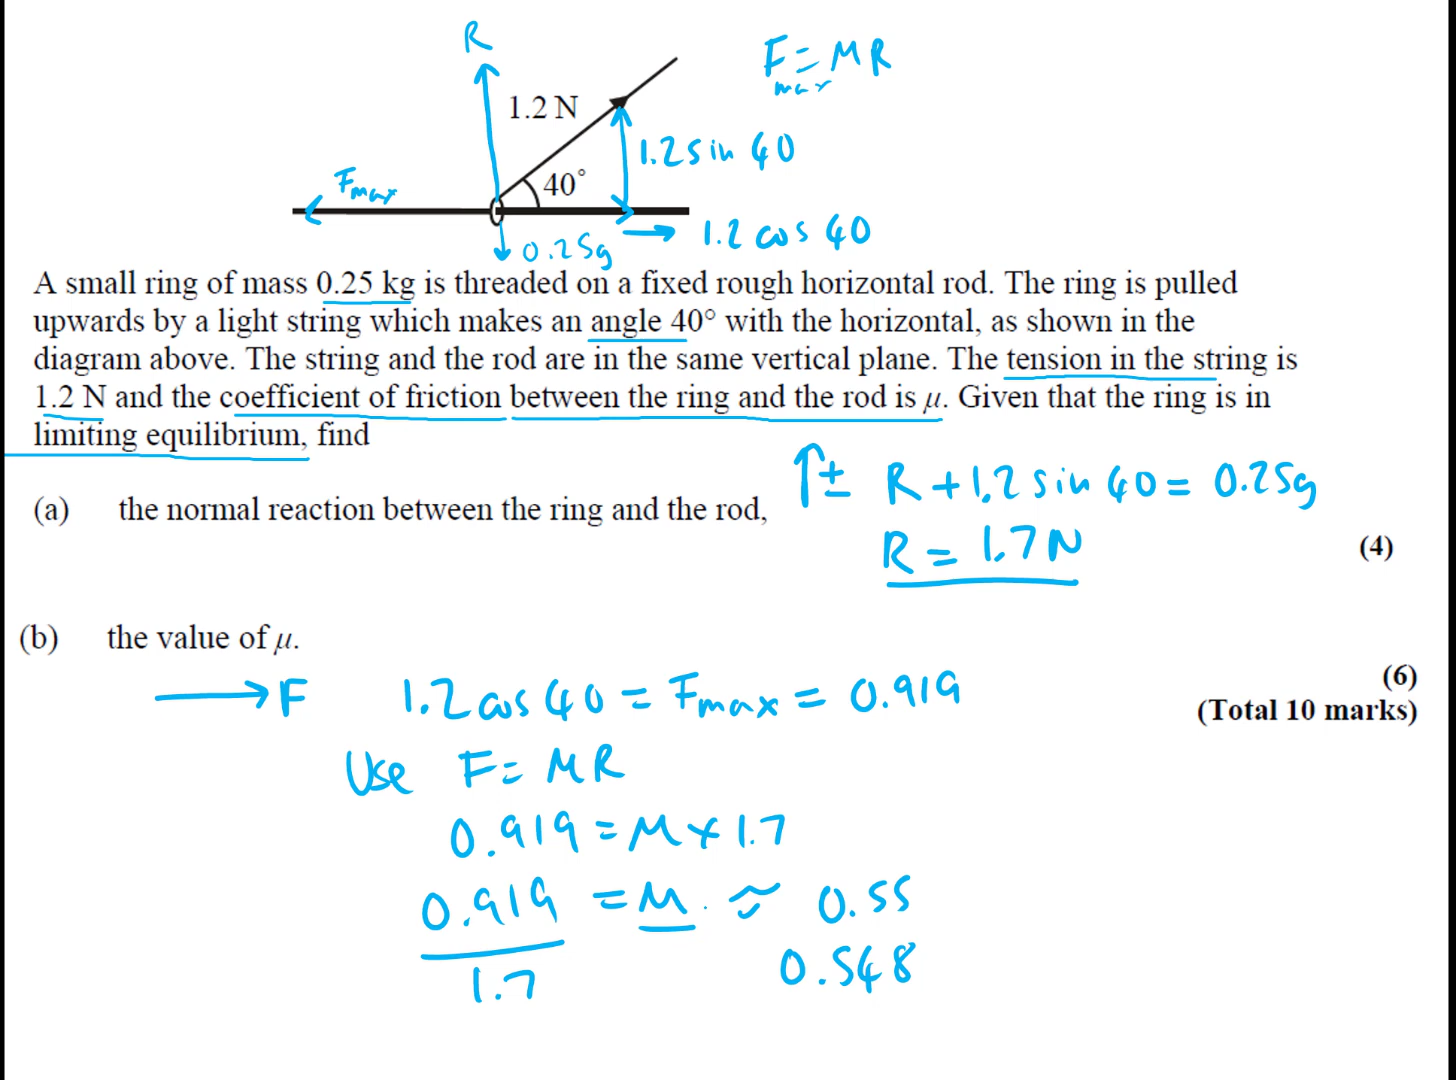 R
F = μR
max
1.2 N
1.2 sin 40
Fmax
40°
1.2 cos 40
0.25g
A small ring of mass 0.25 kg is threaded on a fixed rough horizontal rod. The ring is pulled
upwards by a light string which makes an angle 40° with the horizontal, as shown in the
diagram above. The string and the rod are in the same vertical plane. The tension in the string is
1.2 N and the coefficient of friction between the ring and the rod is μ. Given that the ring is in
limiting equilibrium, find
↑± R + 1.2 sin 40 = 0.25g
(a) the normal reaction between the ring and the rod,
R = 1.7N
(4)
(b) the value of μ.
(6)
→F 1.2 cos 40 = Fmax = 0.919
(Total 10 marks)
Use F = μR
0.919 = μ × 1.7
0.919 = μ. ≈ 0.55
1.7
0.548